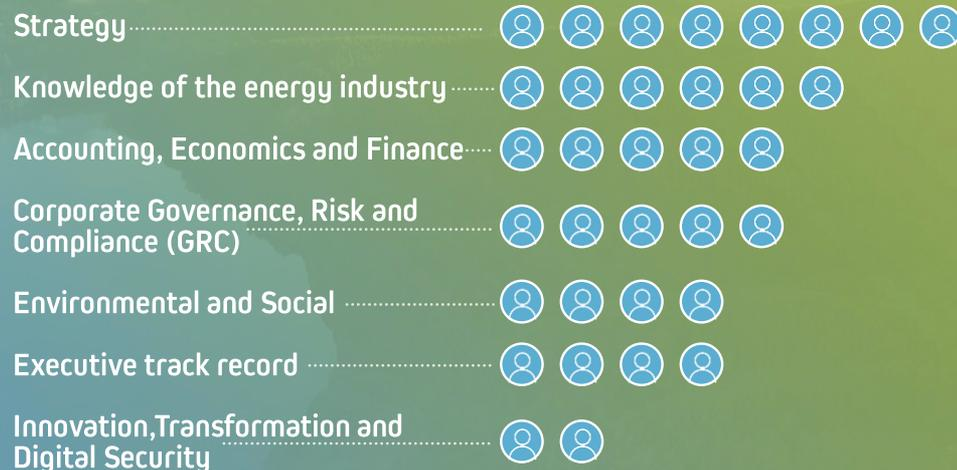 Strategy
Knowledge of the energy industry
Accounting, Economics and Finance
Corporate Governance, Risk and
Compliance (GRC)
Environmental and Social
Executive track record
Innovation,Transformation and
Digital Security